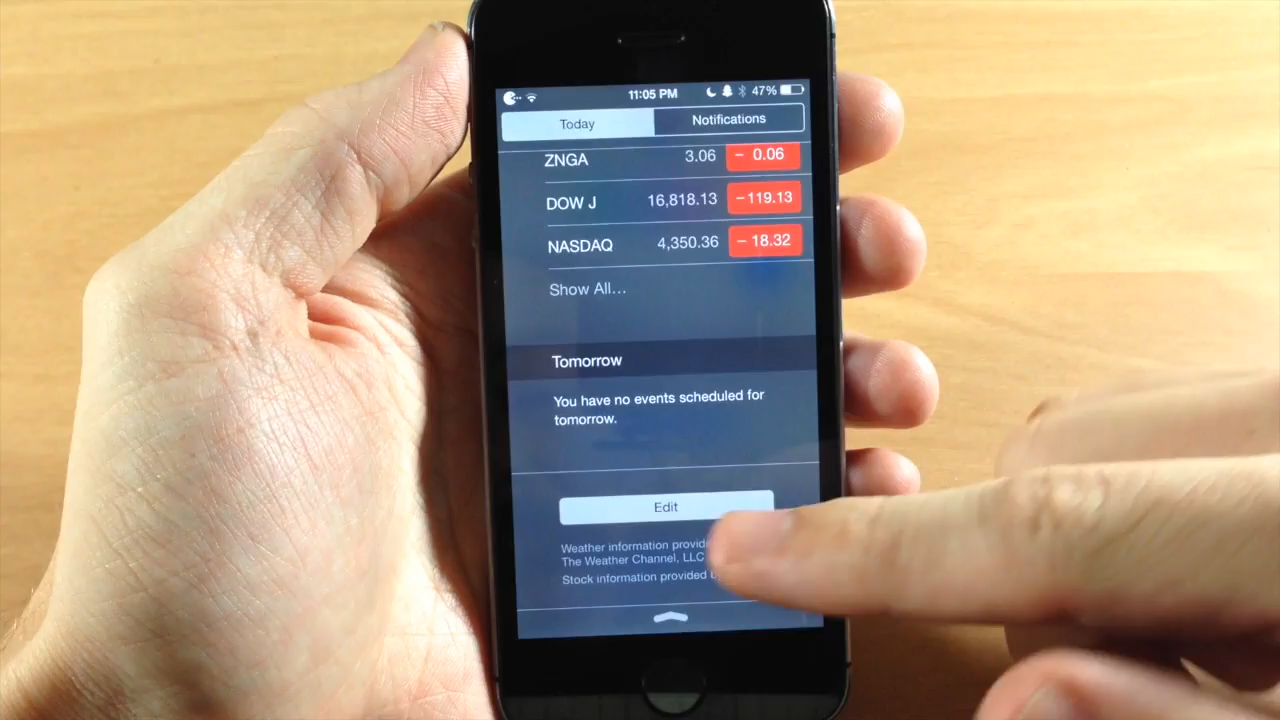 11:05 PM 47%
Today Notifications
ZNGA 3.06 − 0.06
DOW J 16,818.13 −119.13
NASDAQ 4,350.36 − 18.32
Show All...
Tomorrow
You have no events scheduled for
tomorrow.
Edit
Weather information
The Weather Channel, LLC
Stock information provided